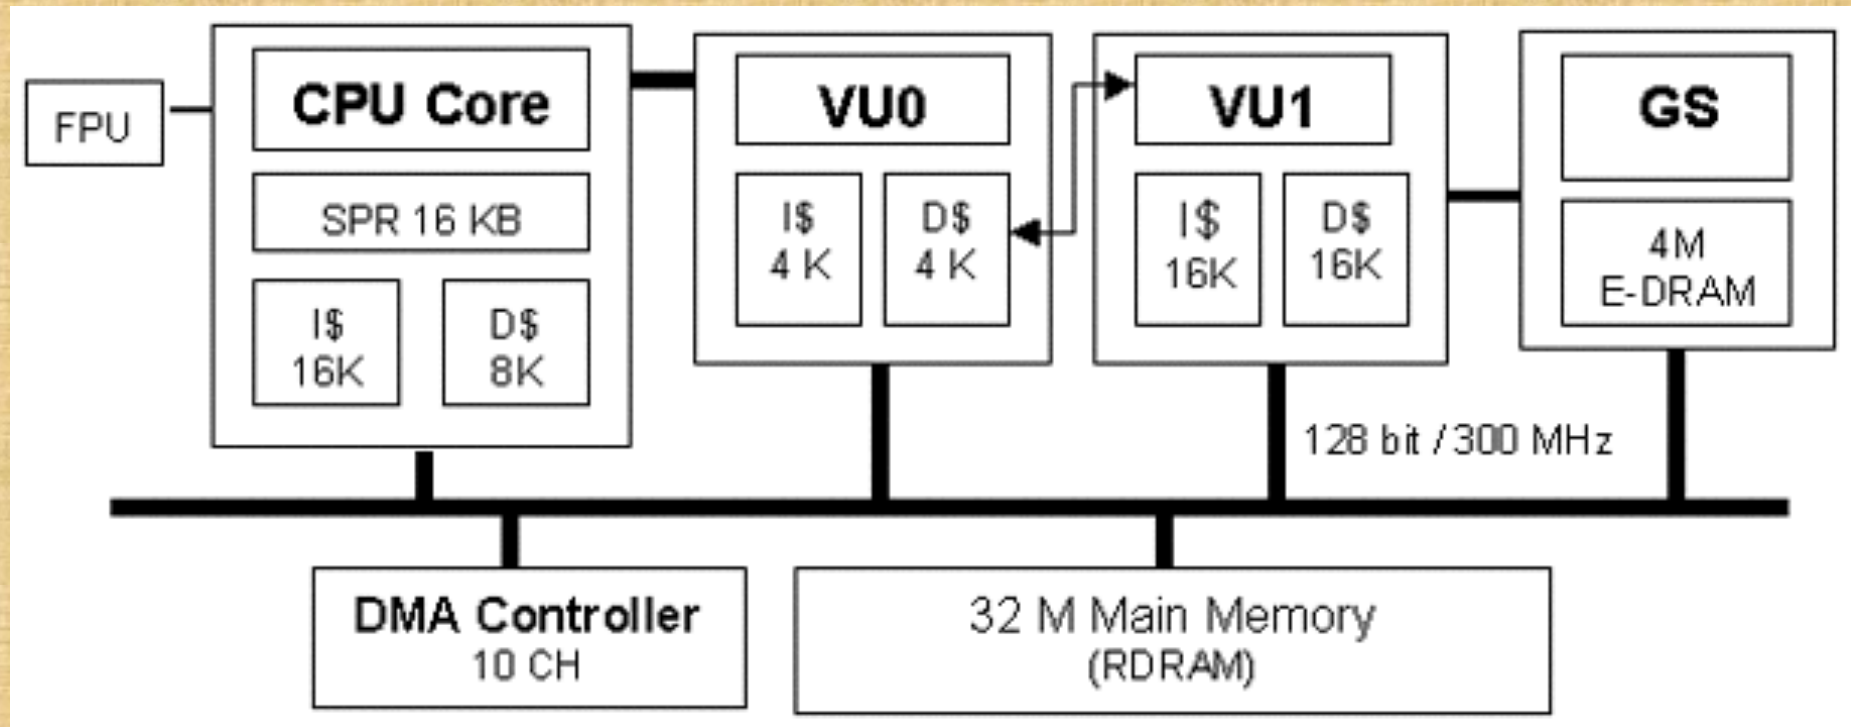 FPU
CPU Core
SPR 16 KB
I$
16K
D$
8K
VU0
I$
4 K
D$
4 K
VU1
I$
16K
D$
16K
GS
4M
E-DRAM
128 bit / 300 MHz
DMA Controller
10 CH
32 M Main Memory
(RDRAM)